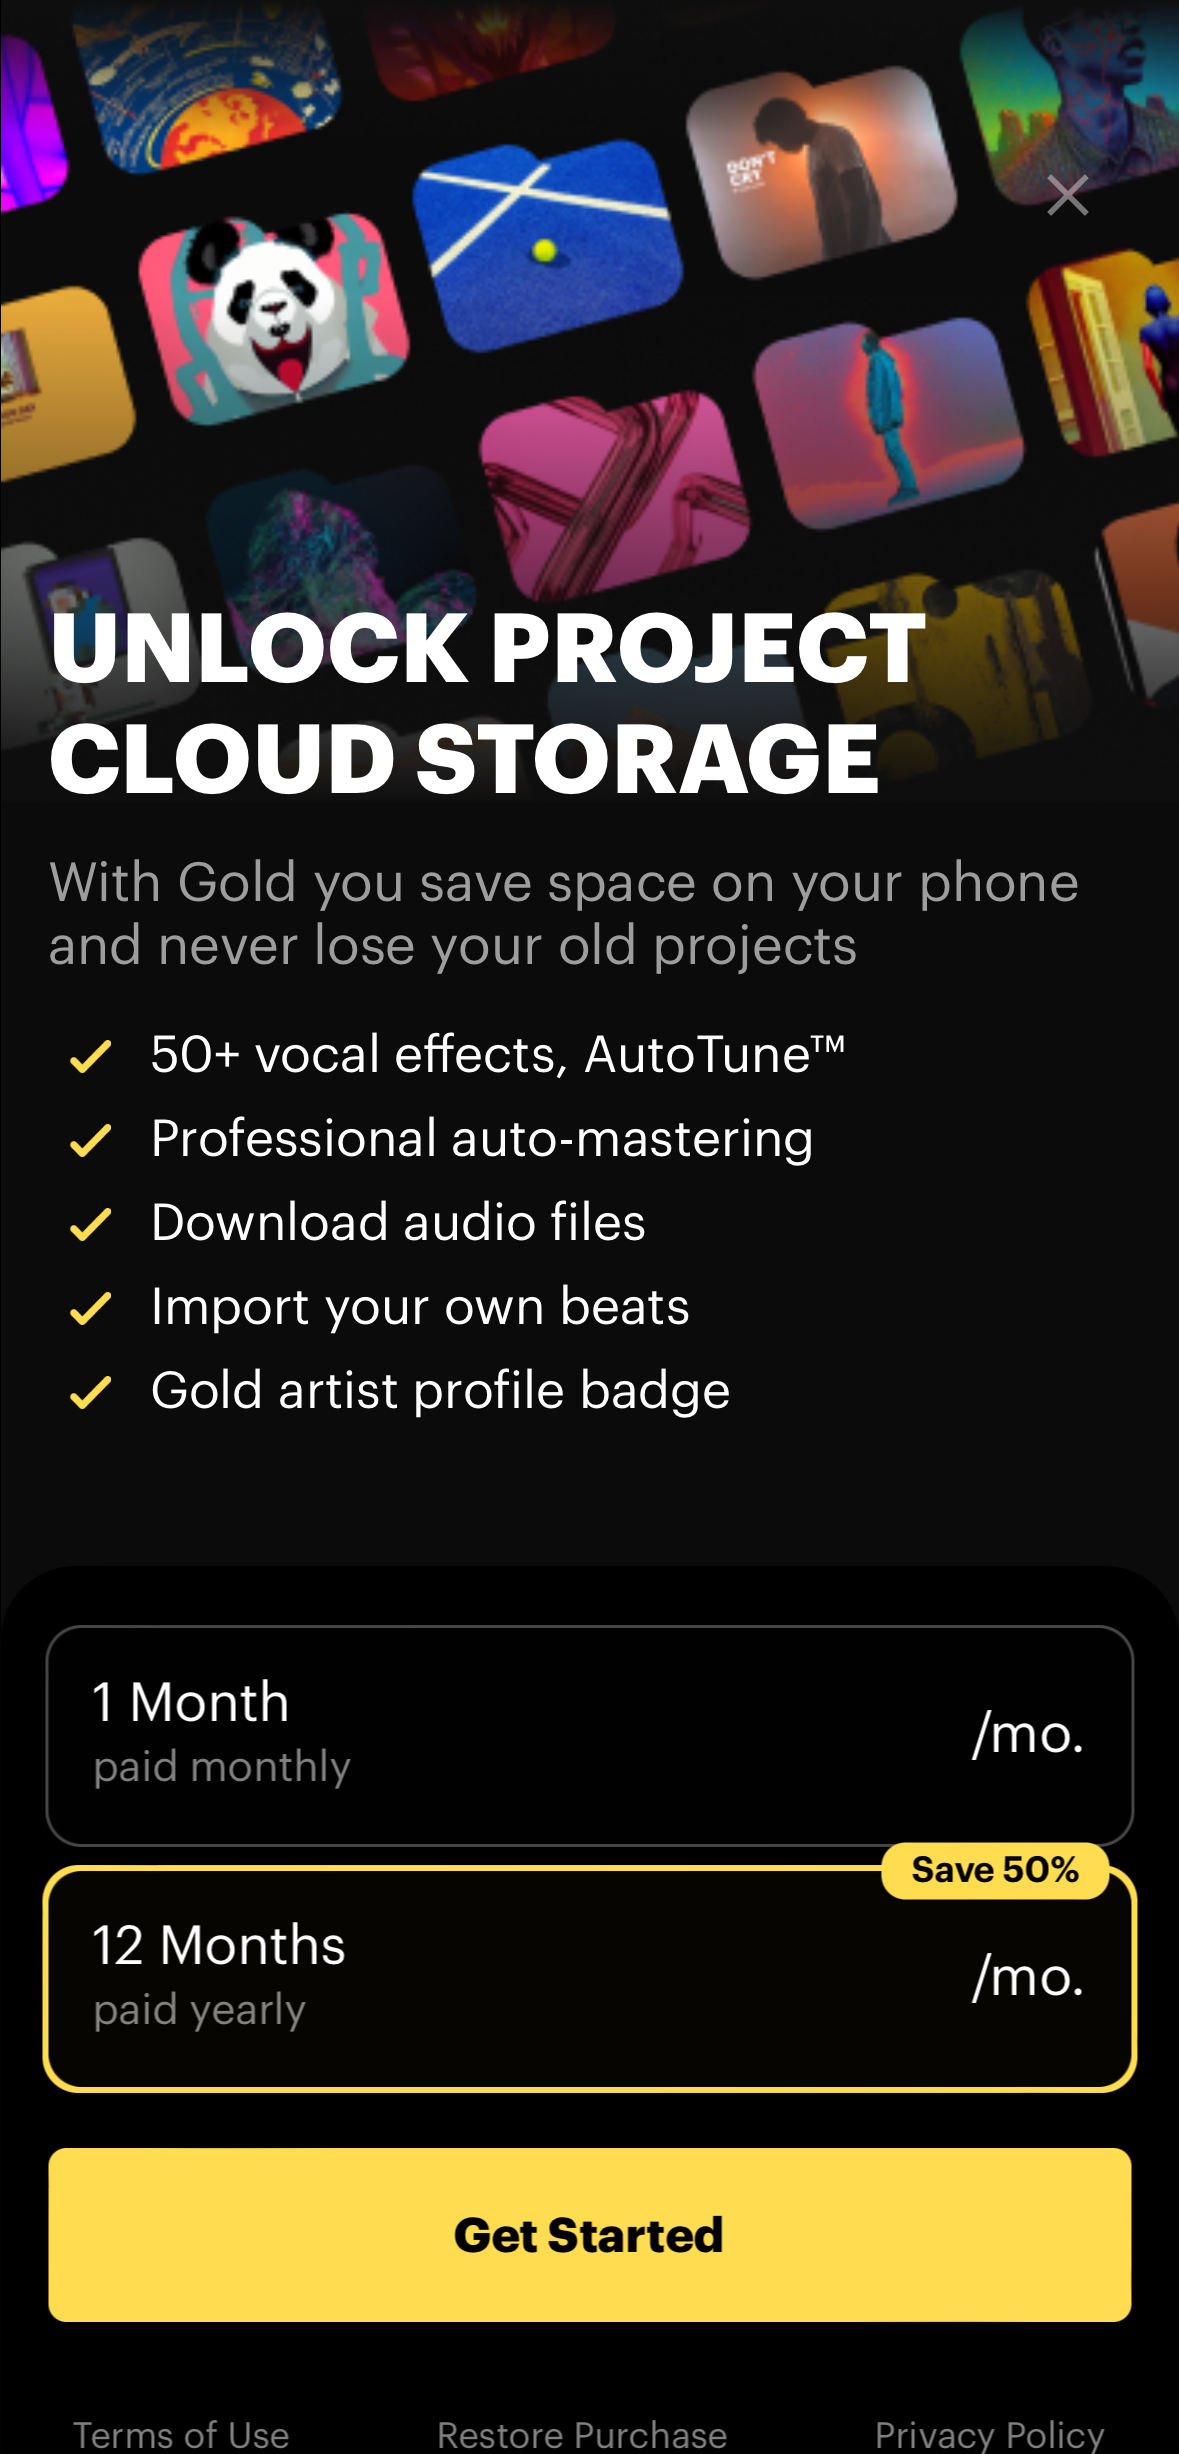 DON'T
CRY
UNLOCK PROJECT
CLOUD STORAGE
With Gold you save space on your phone
and never lose your old projects
50+ vocal effects, AutoTune™
Professional auto-mastering
Download audio files
Import your own beats
Gold artist profile badge
1 Month
paid monthly
/mo.
Save 50%
12 Months
paid yearly
/mo.
Get Started
Terms of Use
Restore Purchase
Privacy Policy